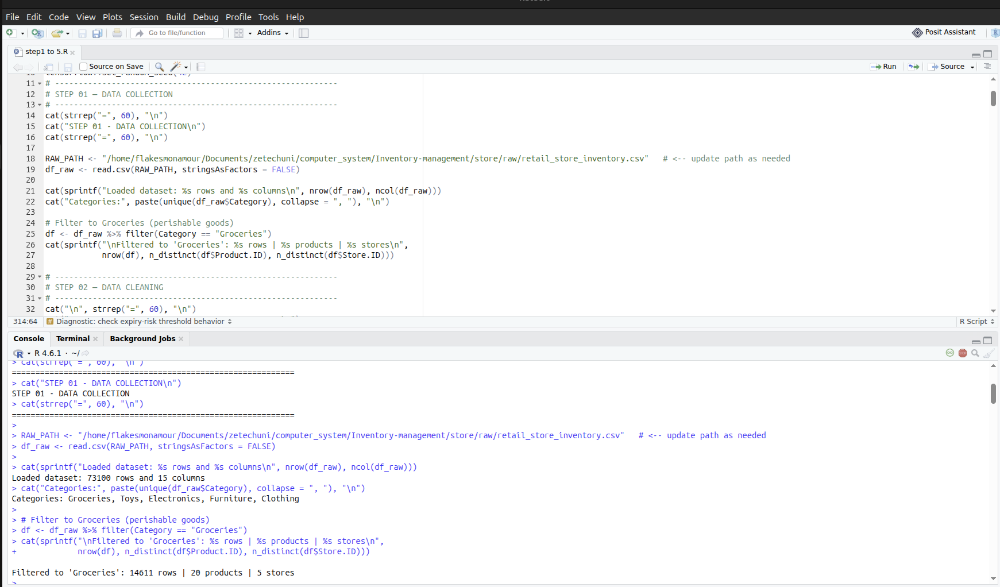 File Edit Code View Plots Session Build Debug Profile Tools Help
Go to file/function Addins Posit Assistant
step1 to 5.R
Source on Save Run Source
11 # ------------------------------------------------------------
12 # STEP 01 — DATA COLLECTION
13 # ------------------------------------------------------------
14 cat(strrep("=", 60), "\n")
15 cat("STEP 01 - DATA COLLECTION\n")
16 cat(strrep("=", 60), "\n")
17
18 RAW_PATH <- "/home/flakesmonamour/Documents/zetechuni/computer_system/Inventory-management/store/raw/retail_store_inventory.csv"   # <-- update path as needed
19 df_raw <- read.csv(RAW_PATH, stringsAsFactors = FALSE)
20
21 cat(sprintf("Loaded dataset: %s rows and %s columns\n", nrow(df_raw), ncol(df_raw)))
22 cat("Categories:", paste(unique(df_raw$Category), collapse = ", "), "\n")
23
24 # Filter to Groceries (perishable goods)
25 df <- df_raw %>% filter(Category == "Groceries")
26 cat(sprintf("\nFiltered to 'Groceries': %s rows | %s products | %s stores\n",
27             nrow(df), n_distinct(df$Product.ID), n_distinct(df$Store.ID)))
28
29 # ------------------------------------------------------------
30 # STEP 02 — DATA CLEANING
31 # ------------------------------------------------------------
32 cat("\n", strrep("=", 60), "\n")
314:64 # Diagnostic: check expiry-risk threshold behavior R Script
Console Terminal Background Jobs
R 4.6.1 · ~/
> cat(strrep("=", 60), "\n")
============================================================
> cat("STEP 01 - DATA COLLECTION\n")
STEP 01 - DATA COLLECTION
> cat(strrep("=", 60), "\n")
============================================================
>
> RAW_PATH <- "/home/flakesmonamour/Documents/zetechuni/computer_system/Inventory-management/store/raw/retail_store_inventory.csv"   # <-- update path as needed
> df_raw <- read.csv(RAW_PATH, stringsAsFactors = FALSE)
>
> cat(sprintf("Loaded dataset: %s rows and %s columns\n", nrow(df_raw), ncol(df_raw)))
Loaded dataset: 73100 rows and 15 columns
> cat("Categories:", paste(unique(df_raw$Category), collapse = ", "), "\n")
Categories: Groceries, Toys, Electronics, Furniture, Clothing
>
> # Filter to Groceries (perishable goods)
> df <- df_raw %>% filter(Category == "Groceries")
> cat(sprintf("\nFiltered to 'Groceries': %s rows | %s products | %s stores\n",
+             nrow(df), n_distinct(df$Product.ID), n_distinct(df$Store.ID)))

Filtered to 'Groceries': 14611 rows | 20 products | 5 stores
>